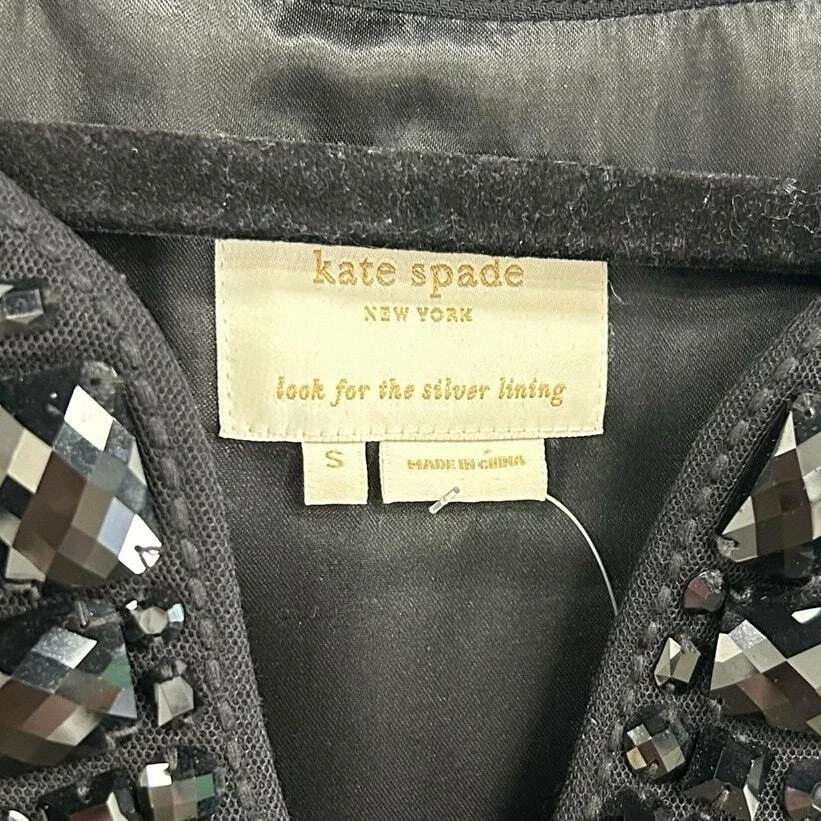 kate spade
NEW YORK
look for the silver lining
S
MADE IN CHINA